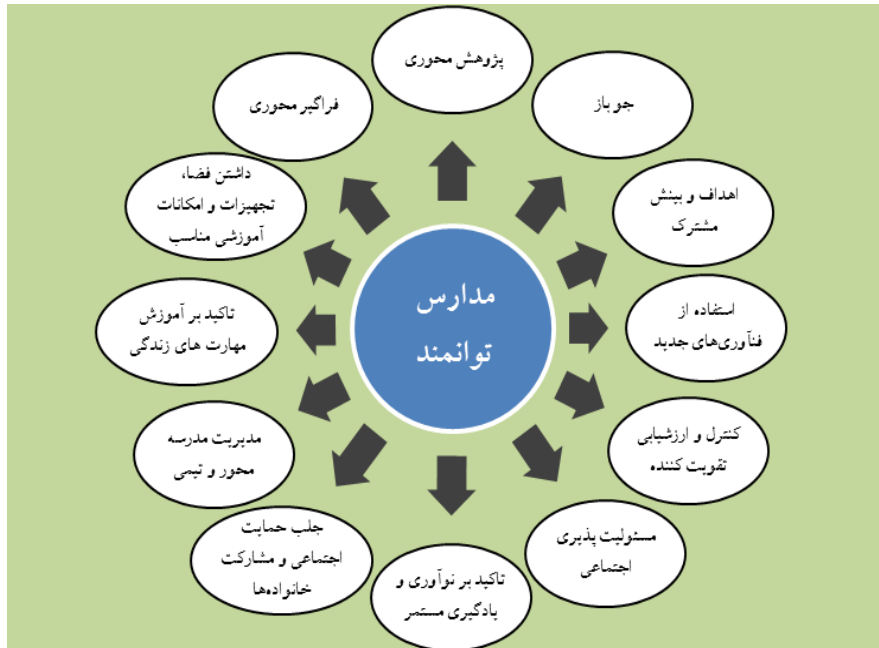 پژوهش محوری
جو باز
اهداف و بینش
مشترک
استفاده از
فنآوری‌های جدید
کنترل و ارزشیابی
تقویت کننده
مسئولیت پذیری
اجتماعی
تاکید بر نوآوری و
یادگیری مستمر
جلب حمایت
اجتماعی و مشارکت
خانواده‌ها
مدیریت مدرسه
محور و تیمی
تاکید بر آموزش
مهارت های زندگی
داشتن فضا،
تجهیزات و امکانات
آموزشی مناسب
فراگیر محوری
مدارس
توانمند